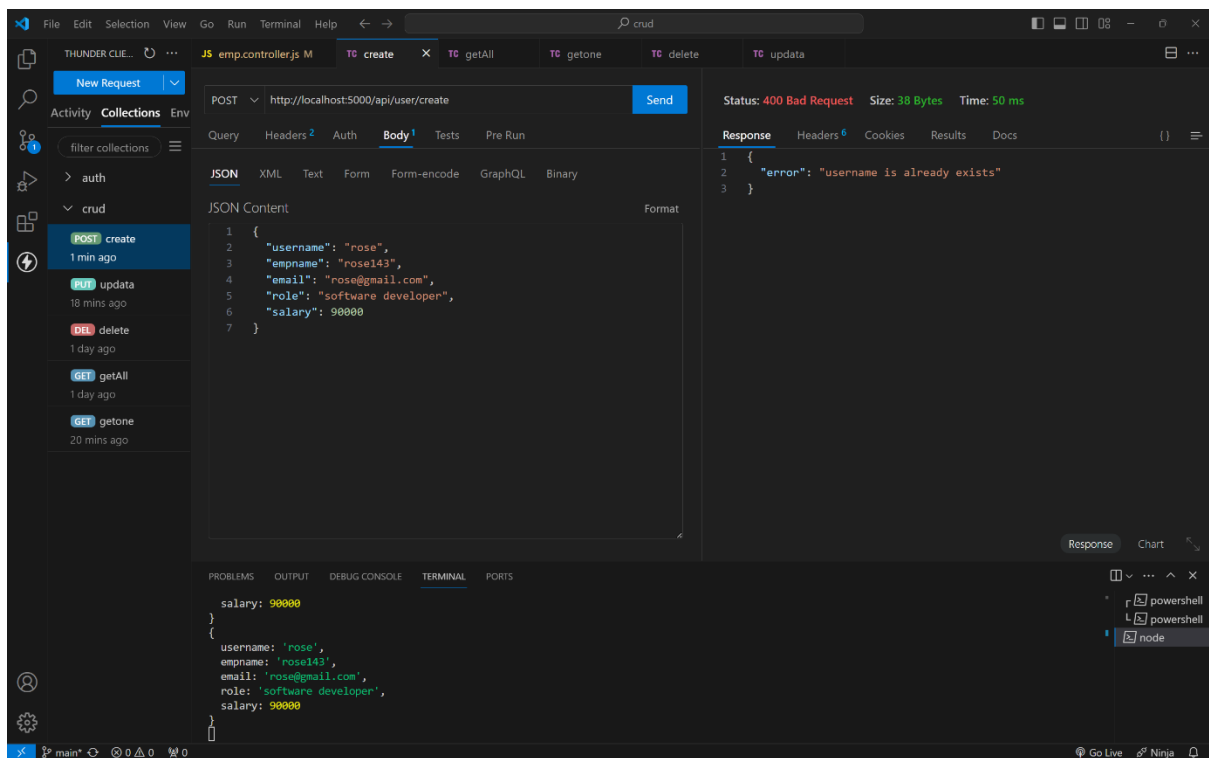 File Edit Selection View Go Run Terminal Help
crud
THUNDER CLIE...
New Request
Activity Collections Env
filter collections
auth
crud
POST create
1 min ago
PUT updata
18 mins ago
DEL delete
1 day ago
GET getAll
1 day ago
GET getone
20 mins ago
JS emp.controller.js M
TC create
TC getAll
TC getone
TC delete
TC updata
POST http://localhost:5000/api/user/create Send
Query Headers 2 Auth Body 1 Tests Pre Run
JSON XML Text Form Form-encode GraphQL Binary
JSON Content Format
1 {
2 "username": "rose",
3 "empname": "rose143",
4 "email": "rose@gmail.com",
5 "role": "software developer",
6 "salary": 90000
7 }
Status: 400 Bad Request Size: 38 Bytes Time: 50 ms
Response Headers 6 Cookies Results Docs
{ }
1 {
2 "error": "username is already exists"
3 }
Response Chart
PROBLEMS OUTPUT DEBUG CONSOLE TERMINAL PORTS
salary: 90000
}
{
username: 'rose',
empname: 'rose143',
email: 'rose@gmail.com',
role: 'software developer',
salary: 90000
}
powershell
powershell
node
1
main* 0 0 0
Go Live Ninja